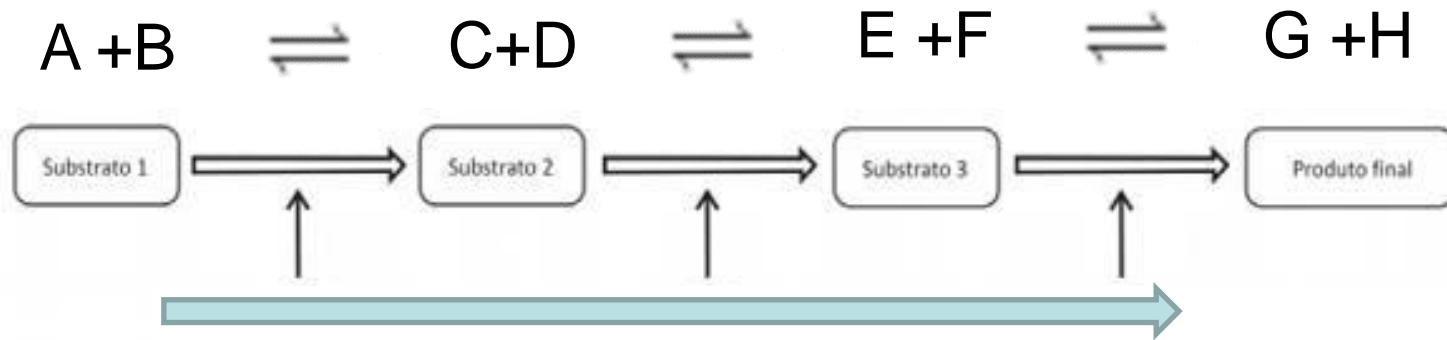 A +B ⇌ C+D ⇌ E +F ⇌ G +H
Substrato 1 Substrato 2 Substrato 3 Produto final